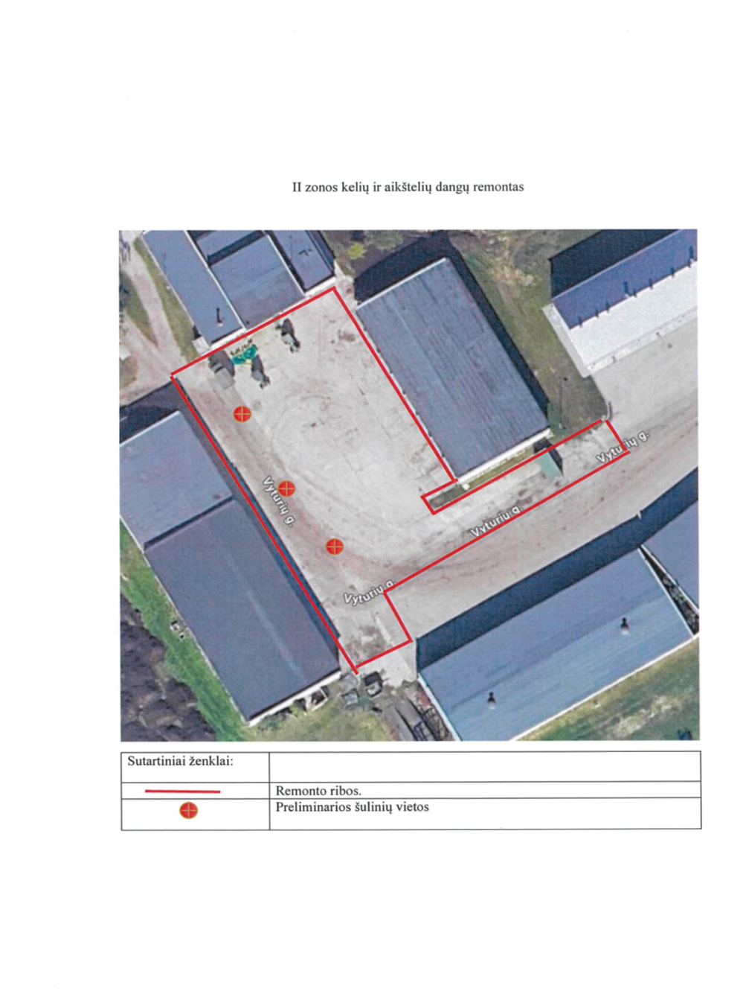 II zonos kelių ir aikštelių dangų remontas
Vyturių g.
Vyturių g.
Vyturių g.
Vyturių g.
Sutartiniai ženklai:
Remonto ribos.
Preliminarios šulinių vietos